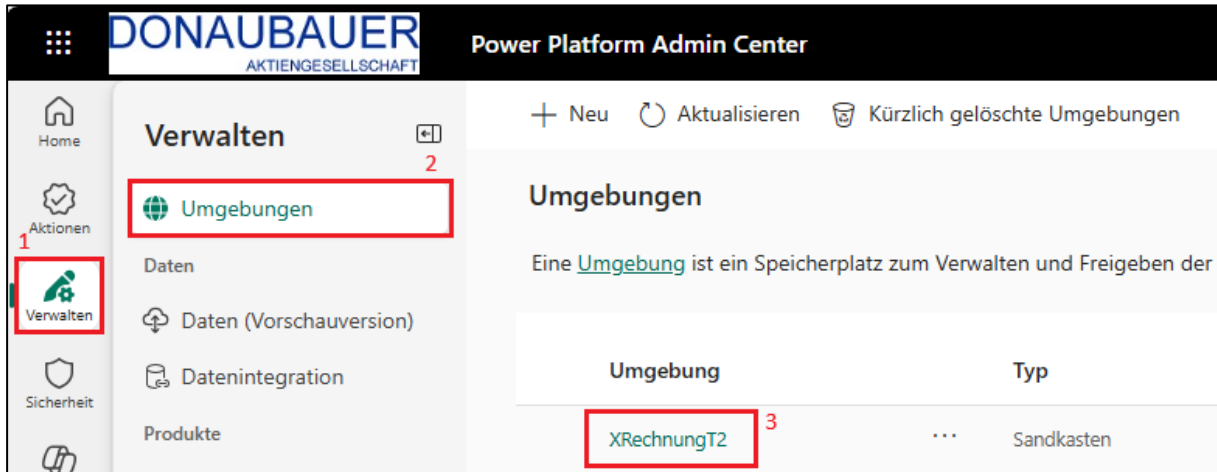 DONAUBAUER
AKTIENGESELLSCHAFT
Power Platform Admin Center
Home
Aktionen
1
Verwalten
Sicherheit
Verwalten
2
Umgebungen
Daten
Daten (Vorschauversion)
Datenintegration
Produkte
Neu Aktualisieren Kürzlich gelöschte Umgebungen
Umgebungen
Eine Umgebung ist ein Speicherplatz zum Verwalten und Freigeben der
Umgebung Typ
XRechnungT2 3 ... Sandkasten